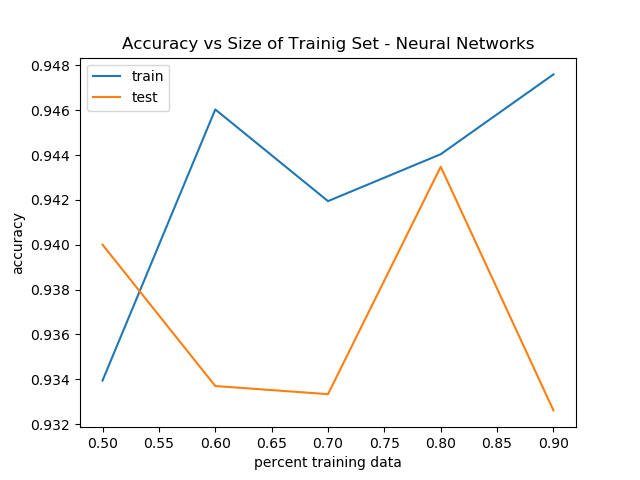 Accuracy vs Size of Trainig Set - Neural Networks
train
test
accuracy
0.948
0.946
0.944
0.942
0.940
0.938
0.936
0.934
0.932
0.50 0.55 0.60 0.65 0.70 0.75 0.80 0.85 0.90
percent training data